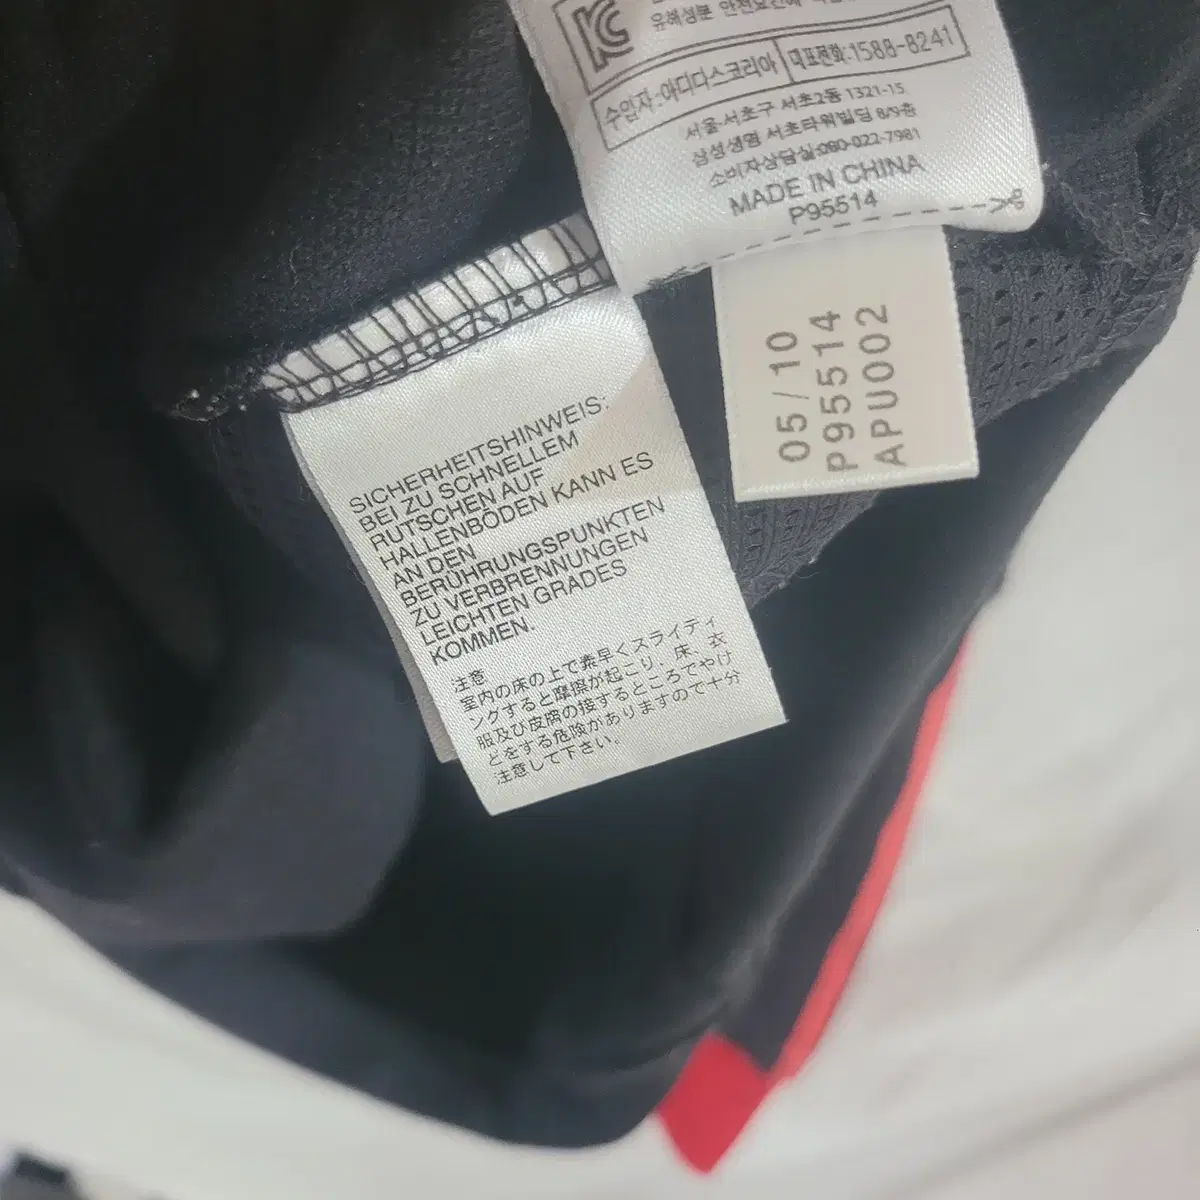 유해성분 안전요건에
수입자:아디다스코리아 대표전화:1588-8241
서울·서초구 서초2동 1321-15
삼성생명 서초타워빌딩 8/9층
소비자상담실:080-022-7981
MADE IN CHINA
P95514
05/10
P95514
APU002
SICHERHEITSHINWEIS:
BEI ZU SCHNELLEM
RUTSCHEN AUF
HALLENBÖDEN KANN ES
AN DEN
BERÜHRUNGSPUNKTEN
ZU VERBRENNUNGEN
LEICHTEN GRADES
KOMMEN.
注意
室内の床の上で素早くスライディ
ングすると摩擦が起こり、床、衣
服及び皮膚の接するところでやけ
どをする危険がありますので十分
注意して下さい。